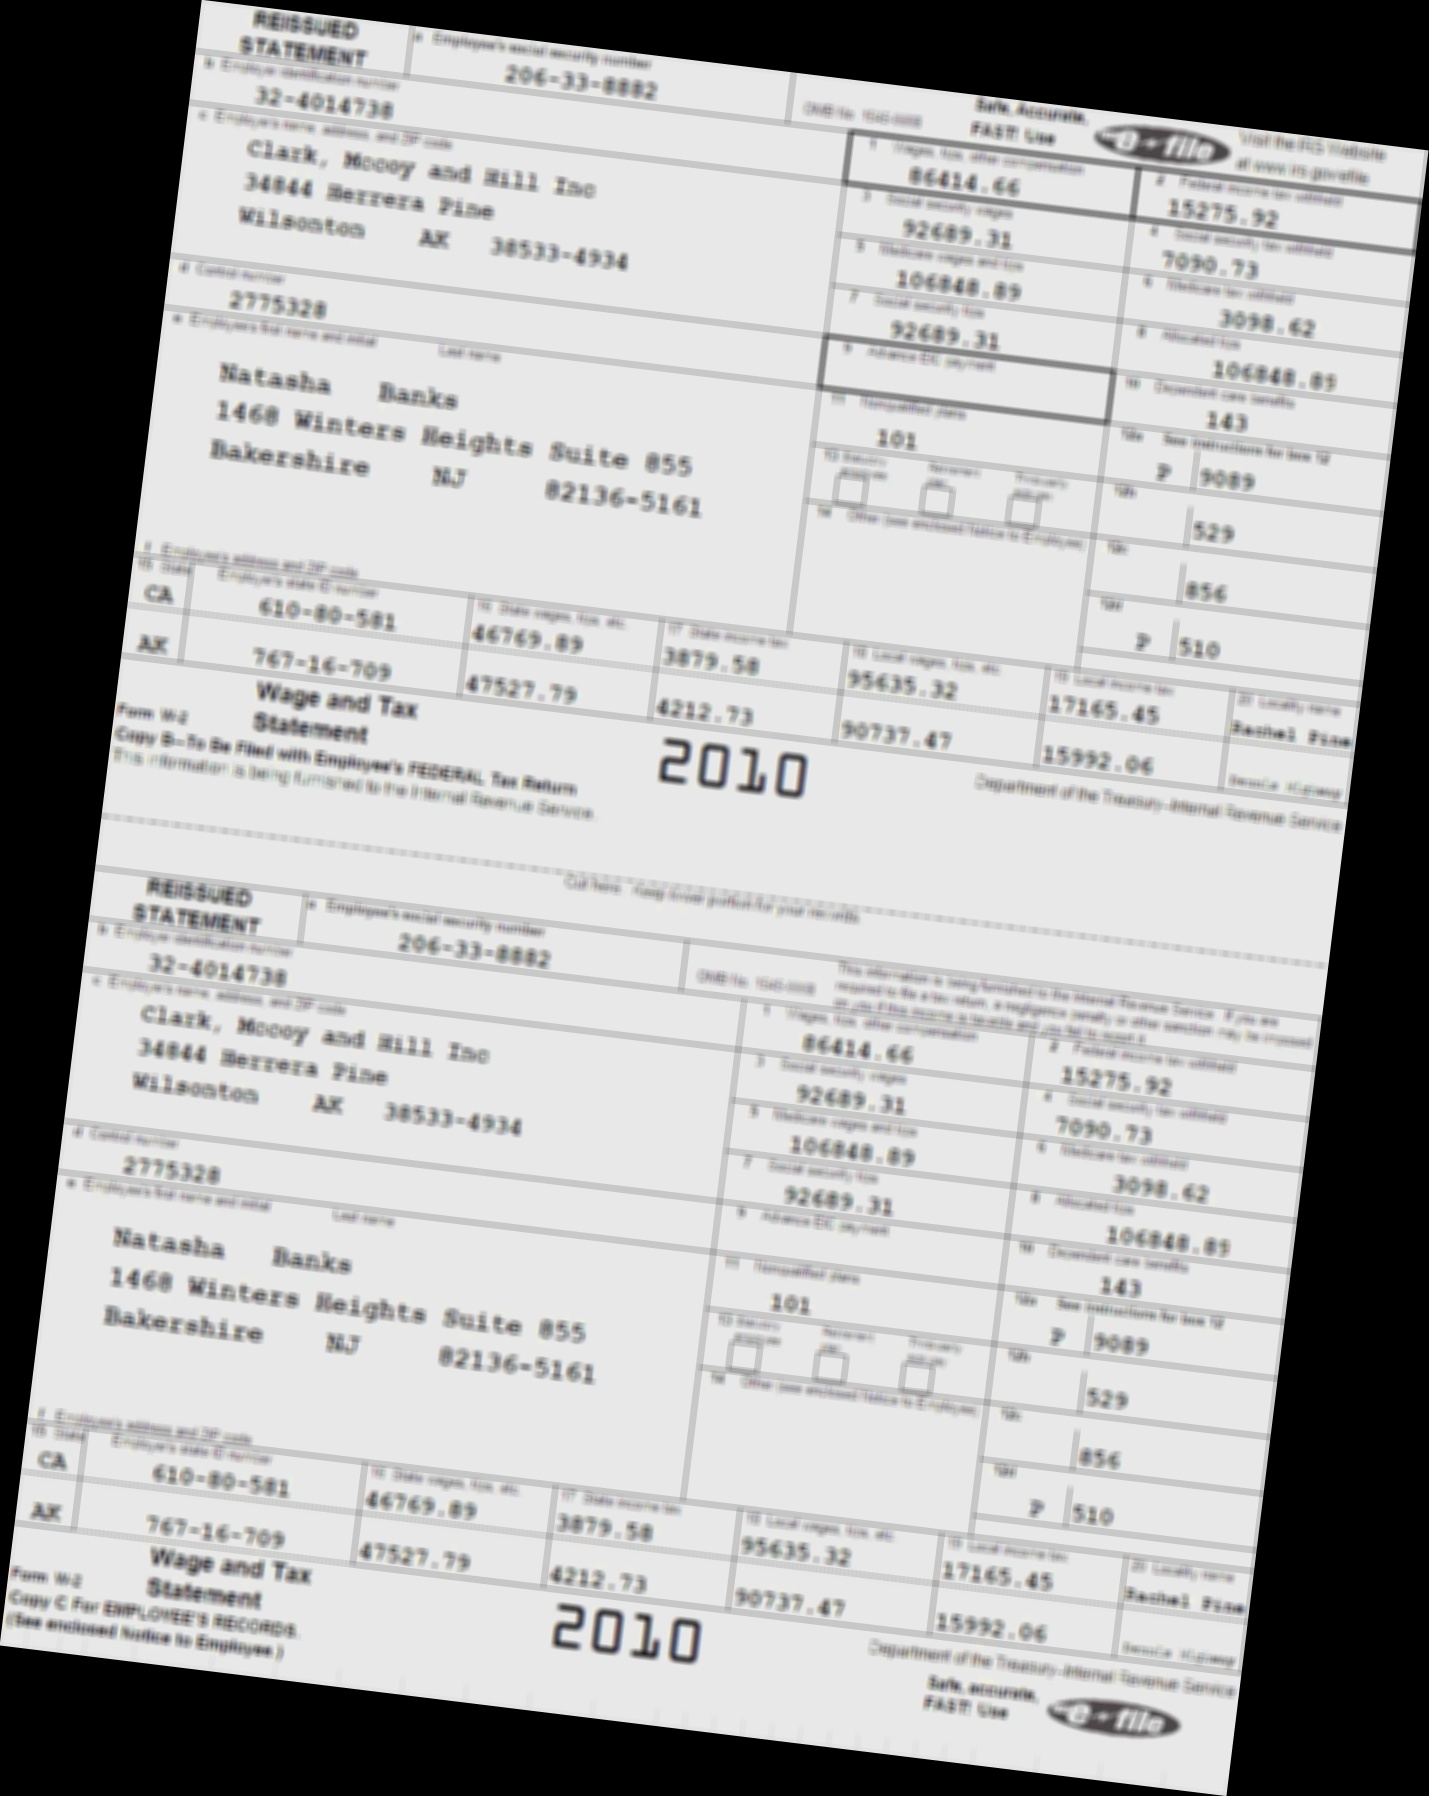 REISSUED STATEMENT
a Employee's social security number
206-33-8882
OMB No. 1545-0008
Safe, Accurate, FAST! Use
e-file
Visit the IRS Website at www.irs.gov/efile
b Employer identification number
32-4014738
c Employer's name, address, and ZIP code
Clark, Mccoy and Hill Inc
34844 Herrera Pine
Wilsonton AK 38533-4934
1 Wages, tips, other compensation
86414.66
2 Federal income tax withheld
15275.92
3 Social security wages
92689.31
4 Social security tax withheld
7090.73
5 Medicare wages and tips
106848.89
6 Medicare tax withheld
3098.62
d Control number
2775328
7 Social security tips
92689.31
8 Allocated tips
106848.89
e Employee's first name and initial Last name
Natasha Banks
1468 Winters Heights Suite 855
Bakershire NJ 82136-5161
9 Advance EIC payment
10 Dependent care benefits
143
11 Nonqualified plans
101
12a See instructions for box 12
P 9089
12b
529
12c
856
12d
P 510
14 Other (see enclosed Notice to Employee)
f Employee's address and ZIP code
15 State Employer's state ID number
16 State wages, tips, etc.
17 State income tax
18 Local wages, tips, etc.
19 Local income tax
20 Locality name
CA 610-80-581 46769.89 3879.58 95635.32 17165.45 Rachel Pine
AK 767-16-709 47527.79 4212.73 90737.47 15992.06
Form W-2 Wage and Tax Statement
2010
Department of the Treasury-Internal Revenue Service
Copy B-To Be Filed with Employee's FEDERAL Tax Return
This information is being furnished to the Internal Revenue Service.
Cut here. Keep lower portion for your records.
REISSUED STATEMENT
a Employee's social security number
206-33-8882
OMB No. 1545-0008
This information is being furnished to the Internal Revenue Service. If you are
required to file a tax return, a negligence penalty or other sanction may be imposed
on you if this income is taxable and you fail to report it.
b Employer identification number
32-4014738
c Employer's name, address, and ZIP code
Clark, Mccoy and Hill Inc
34844 Herrera Pine
Wilsonton AK 38533-4934
1 Wages, tips, other compensation
86414.66
2 Federal income tax withheld
15275.92
3 Social security wages
92689.31
4 Social security tax withheld
7090.73
5 Medicare wages and tips
106848.89
6 Medicare tax withheld
3098.62
d Control number
2775328
7 Social security tips
92689.31
8 Allocated tips
106848.89
e Employee's first name and initial Last name
Natasha Banks
1468 Winters Heights Suite 855
Bakershire NJ 82136-5161
9 Advance EIC payment
10 Dependent care benefits
143
11 Nonqualified plans
101
12a See instructions for box 12
P 9089
12b
529
12c
856
12d
P 510
14 Other (see enclosed Notice to Employee)
f Employee's address and ZIP code
15 State Employer's state ID number
16 State wages, tips, etc.
17 State income tax
18 Local wages, tips, etc.
19 Local income tax
20 Locality name
CA 610-80-581 46769.89 3879.58 95635.32 17165.45 Rachel Pine
AK 767-16-709 47527.79 4212.73 90737.47 15992.06
Form W-2 Wage and Tax Statement
2010
Department of the Treasury-Internal Revenue Service
Copy C For EMPLOYEE'S RECORDS.
(See enclosed Notice to Employee.)
Safe, accurate, FAST! Use
e-file